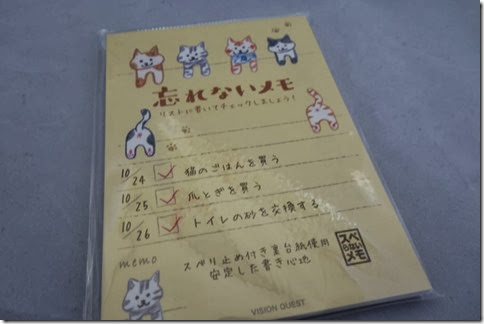 忘れないメモ
リストに書いてチェックしましょう!
10/24 猫のごはんを買う
10/25 爪とぎを買う
10/26 トイレの砂を交換する
memo
スベリ止め付き裏台紙使用
安定した書き心地
スベらないメモ
VISION QUEST